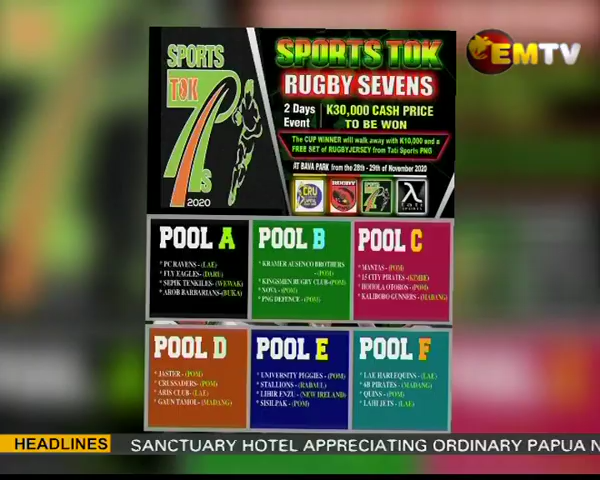 EMTV
SPORTS
TOK
7s
2020
SPORTS TOK
RUGBY SEVENS
2 Days
Event
K30,000 CASH PRICE
TO BE WON
The CUP WINNER will walk away with K10,000 and a
FREE SET of RUGBYJERSEY from Tati Sports PNG
AT BAVA PARK from the 28th - 29th of November 2020
CRU
RUGBY
POOL A
* PC RAVENS - (LAE)
* FLY EAGLES- (DARU)
* SEPIK TENKILES - (WEWAK)
* AROB BARBARIANS - (BUKA)
POOL B
* KRAMER AUSENCO BROTHERS
- (POM)
* KINGSMEN RUGBY CLUB-(POM)
* NOVA - (POM)
* PNG DEFENCE - (POM)
POOL C
* MANTAS - (POM)
* 15 CITY PIRATES - (KIMBE)
* HOHOLA OTOROS - (POM)
* KALIBOBO GUNNERS - (MADANG)
POOL D
* JASTER - (POM)
* CRUSSADERS- (POM)
* ARIS CLUB - (LAE)
* GAUN TAMOL - (MADANG)
POOL E
* UNIVERSITY PIGGIES - (POM)
* STALLIONS - (RABAUL)
* LIHIR ENZU - (NEW IRELAND)
* SISILPAK - (POM)
POOL F
* LAE HARLEQUINS - (LAE)
* 4B PIRATES - (MADANG)
* QUINS - (POM)
* LAHI JETS - (LAE)
HEADLINES
SANCTUARY HOTEL APPRECIATING ORDINARY PAPUA N